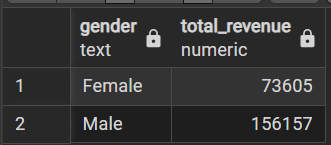 gender total_revenue
text numeric
1 Female 73605
2 Male 156157